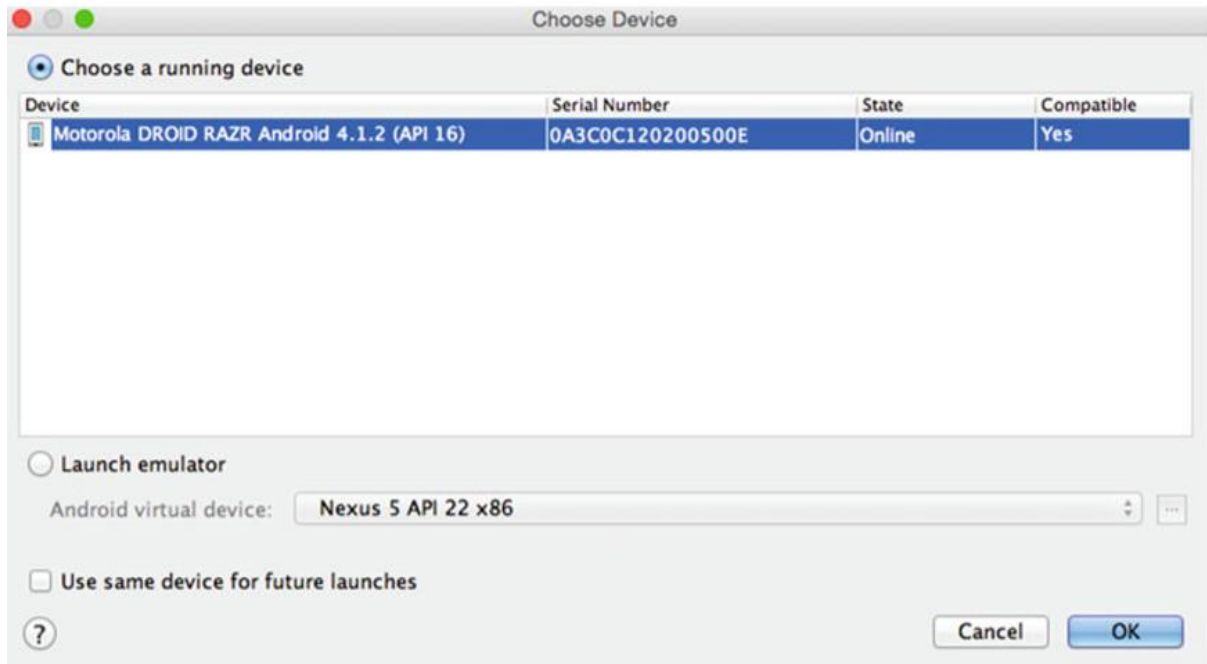 Choose Device
Choose a running device
Device Serial Number State Compatible
Motorola DROID RAZR Android 4.1.2 (API 16) 0A3C0C120200500E Online Yes
Launch emulator
Android virtual device: Nexus 5 API 22 x86 ...
Use same device for future launches
? Cancel OK